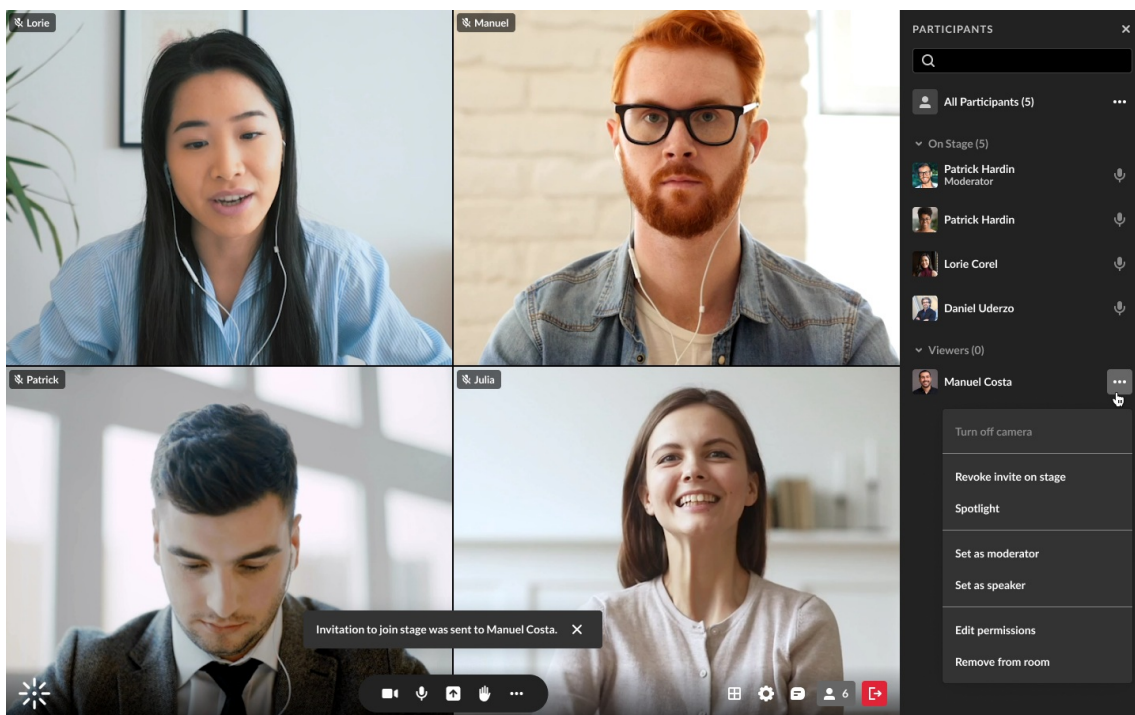 Lorie
Manuel
Patrick
Julia
Invitation to join stage was sent to Manuel Costa.
6
PARTICIPANTS
All Participants (5)
On Stage (5)
Patrick Hardin
Moderator
Patrick Hardin
Lorie Corel
Daniel Uderzo
Viewers (0)
Manuel Costa
Turn off camera
Revoke invite on stage
Spotlight
Set as moderator
Set as speaker
Edit permissions
Remove from room